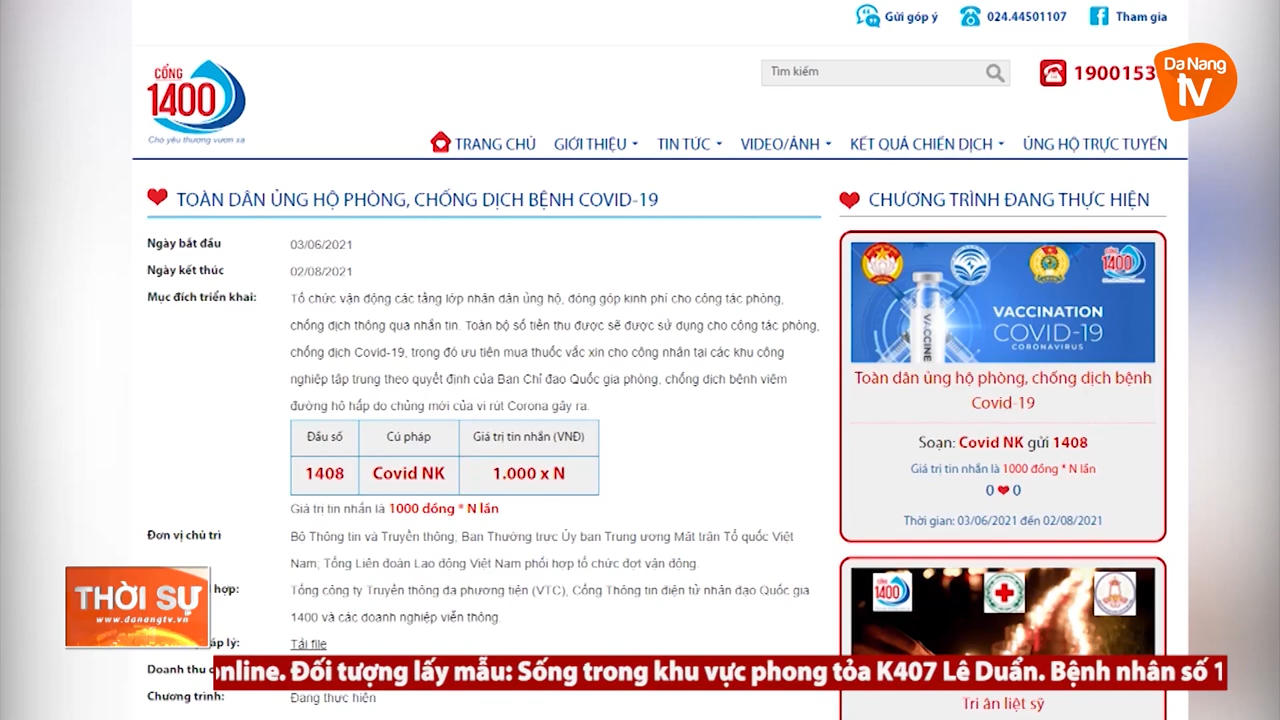 Gửi góp ý
024.44501107
Tham gia
CỔNG
1400
Cho yêu thương vươn xa
Tìm kiếm
1900153
Da Nang
tv
TRANG CHỦ
GIỚI THIỆU
TIN TỨC
VIDEO/ẢNH
KẾT QUẢ CHIẾN DỊCH
ỦNG HỘ TRỰC TUYẾN
TOÀN DÂN ỦNG HỘ PHÒNG, CHỐNG DỊCH BỆNH COVID-19
Ngày bắt đầu
03/06/2021
Ngày kết thúc
02/08/2021
Mục đích triển khai:
Tổ chức vận động các tầng lớp nhân dân ủng hộ, đóng góp kinh phí cho công tác phòng,
chống dịch thông qua nhắn tin. Toàn bộ số tiền thu được sẽ được sử dụng cho công tác phòng,
chống dịch Covid-19, trong đó ưu tiên mua thuốc vắc xin cho công nhân tại các khu công
nghiệp tập trung theo quyết định của Ban Chỉ đạo Quốc gia phòng, chống dịch bệnh viêm
đường hô hấp do chủng mới của vi rút Corona gây ra.
Đầu số
Cú pháp
Giá trị tin nhắn (VNĐ)
1408
Covid NK
1.000 x N
Giá trị tin nhắn là 1000 đồng * N lần
Đơn vị chủ trì
Bộ Thông tin và Truyền thông; Ban Thường trực Ủy ban Trung ương Mặt trận Tổ quốc Việt
Nam; Tổng Liên đoàn Lao động Việt Nam phối hợp tổ chức đợt vận động.
hợp:
Tổng công ty Truyền thông đa phương tiện (VTC), Cổng Thông tin điện tử nhân đạo Quốc gia
1400 và các doanh nghiệp viễn thông.
áp lý:
Tải file
Doanh thu
Chương trình:
Đang thực hiện
CHƯƠNG TRÌNH ĐANG THỰC HIỆN
1400
VACCINE
VACCINATION
COVID-19
CORONAVIRUS
Toàn dân ủng hộ phòng, chống dịch bệnh
Covid-19
Soạn: Covid NK gửi 1408
Giá trị tin nhắn là 1000 đồng * N lần
0 ❤ 0
Thời gian: 03/06/2021 đến 02/08/2021
CỔNG
1400
Tri ân liệt sỹ
THỜI SỰ
www.danangtv.vn
online. Đối tượng lấy mẫu: Sống trong khu vực phong tỏa K407 Lê Duẩn. Bệnh nhân số 1